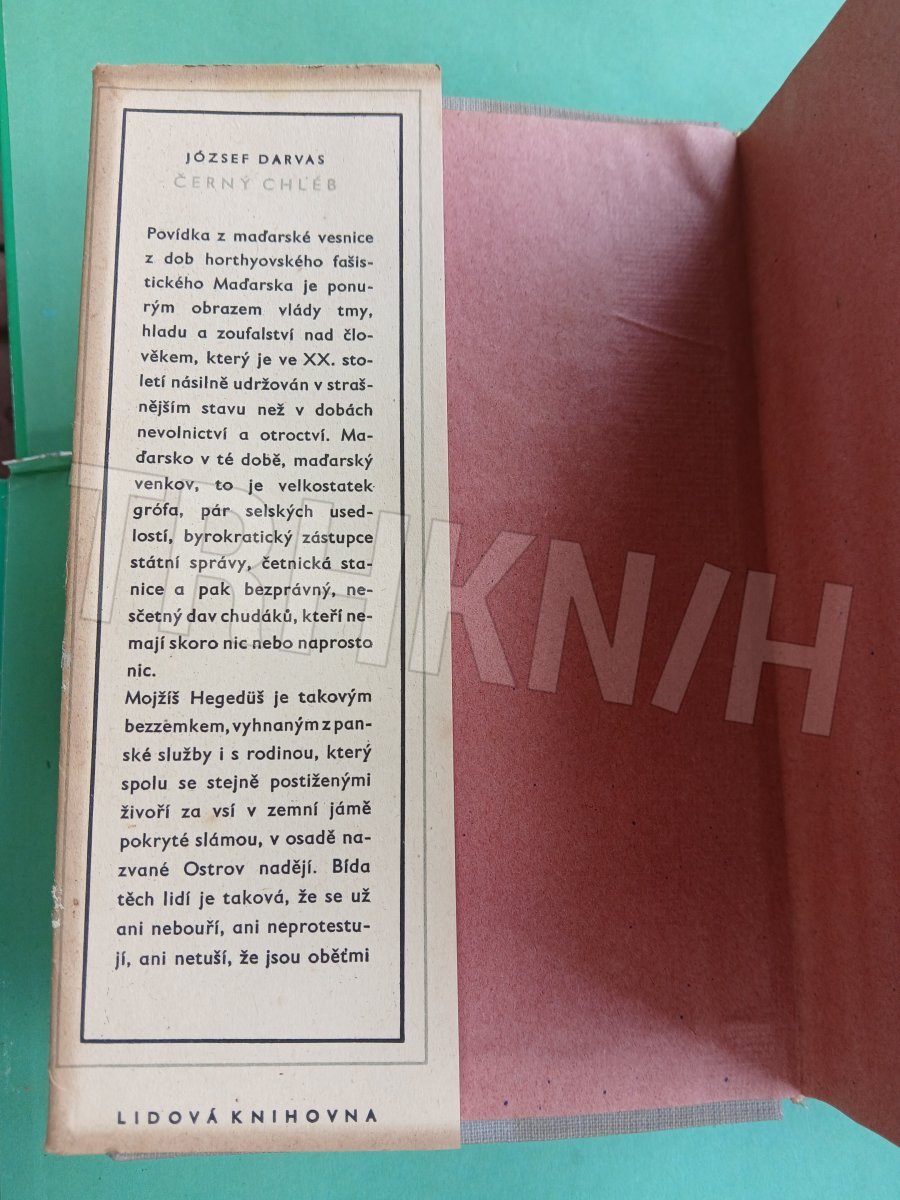 JÓZSEF DARVAS
ČERNÝ CHLÉB
Povídka z maďarské vesnice
z dob horthyovského fašis-
tického Maďarska je ponu-
rým obrazem vlády tmy,
hladu a zoufalství nad člo-
věkem, který je ve XX. sto-
letí násilně udržován v straš-
nějším stavu než v dobách
nevolnictví a otroctví. Ma-
ďarsko v té době, maďarský
venkov, to je velkostatek
grófa, pár selských used-
lostí, byrokratický zástupce
státní správy, četnická sta-
nice a pak bezprávný, ne-
sčetný dav chudáků, kteří ne-
mají skoro nic nebo naprosto
nic.
Mojžíš Hegedüš je takovým
bezzemkem, vyhnaným z pan-
ské služby i s rodinou, který
spolu se stejně postiženými
živoří za vsí v zemní jámě
pokryté slámou, v osadě na-
zvané Ostrov nadějí. Bída
těch lidí je taková, že se už
ani nebouří, ani neprotestu-
jí, ani netuší, že jsou oběťmi
LIDOVÁ KNIHOVNA
TRHKNIH